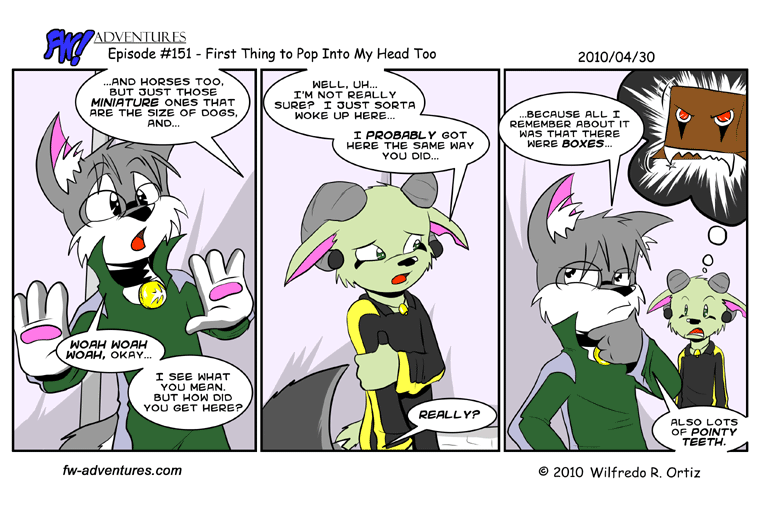 FW! ADVENTURES
Episode #151 - First Thing to Pop Into My Head Too
2010/04/30
...AND HORSES TOO,
BUT JUST THOSE
MINIATURE ONES THAT
ARE THE SIZE OF DOGS,
AND...
WOAH WOAH
WOAH, OKAY...
I SEE WHAT
YOU MEAN.
BUT HOW DID
YOU GET HERE?
WELL, UH...
I'M NOT REALLY
SURE? I JUST SORTA
WOKE UP HERE...
I PROBABLY GOT
HERE THE SAME WAY
YOU DID...
REALLY?
...BECAUSE ALL I
REMEMBER ABOUT IT
WAS THAT THERE
WERE BOXES...
ALSO LOTS
OF POINTY
TEETH.
fw-adventures.com
© 2010 Wilfredo R. Ortiz